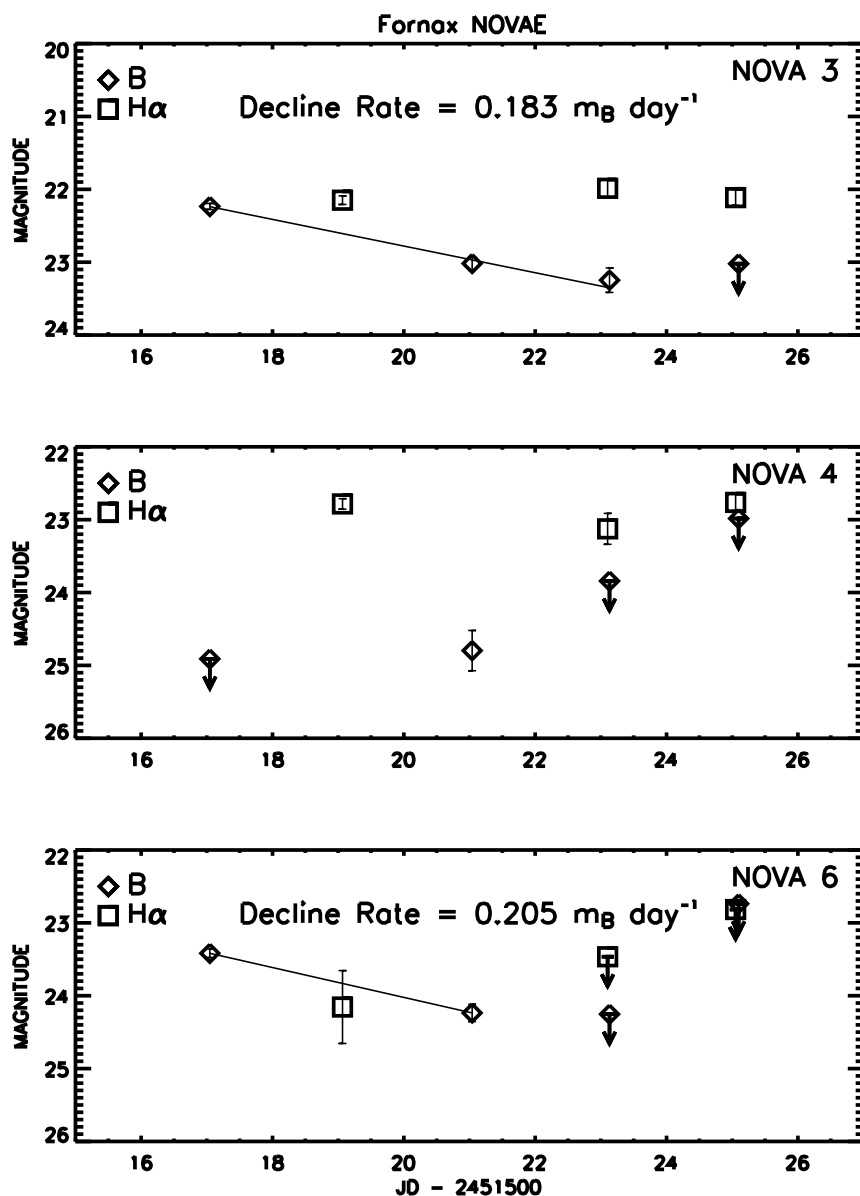 Fornax NOVAE
NOVA 3
B
Hα
Decline Rate = 0.183 m_B day⁻¹
MAGNITUDE
20
21
22
23
24
16 18 20 22 24 26
NOVA 4
B
Hα
MAGNITUDE
22
23
24
25
26
16 18 20 22 24 26
NOVA 6
B
Hα
Decline Rate = 0.205 m_B day⁻¹
MAGNITUDE
22
23
24
25
26
16 18 20 22 24 26
JD - 2451500